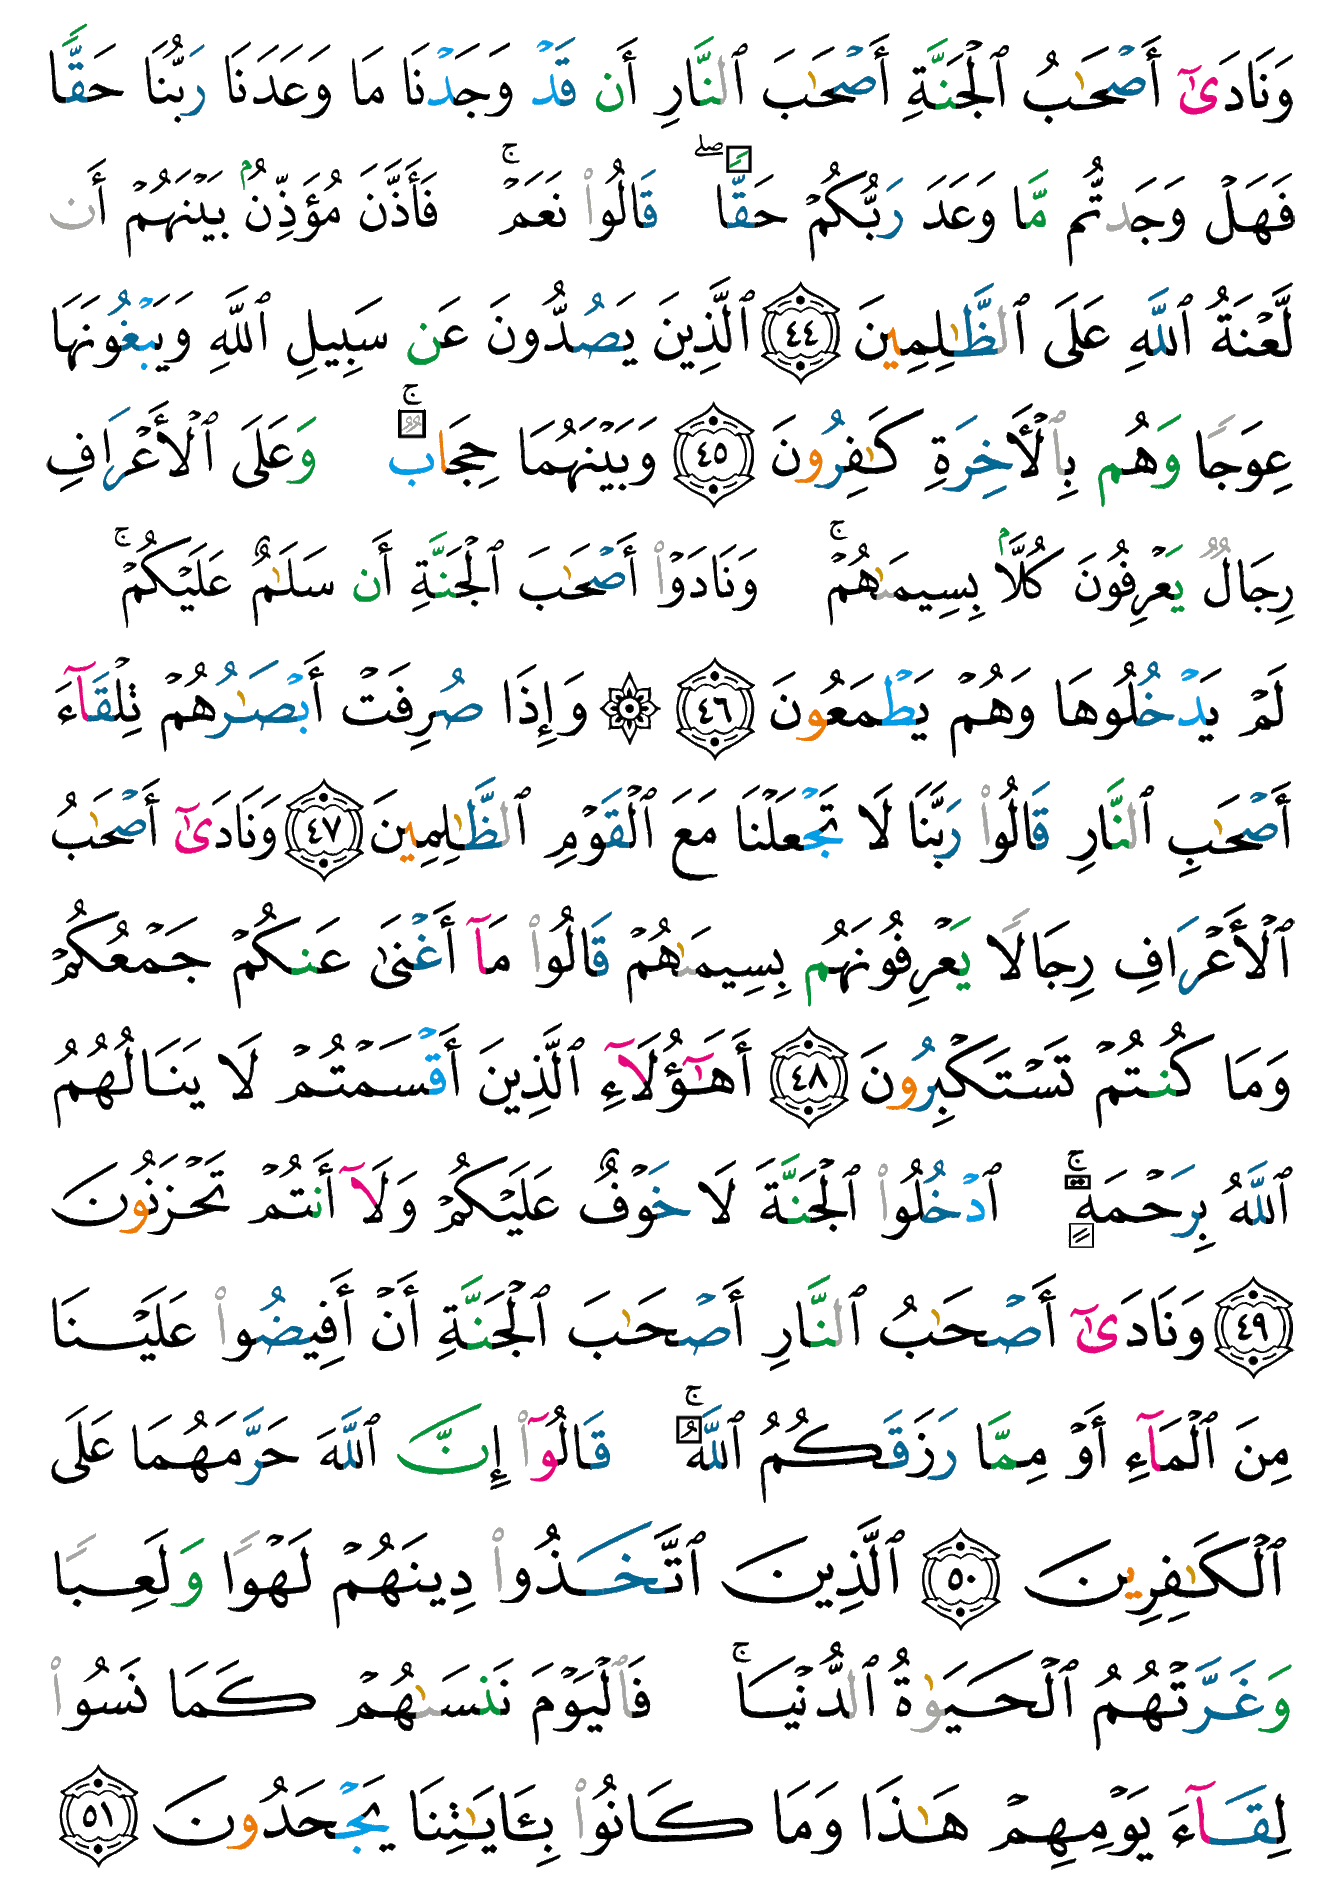 وَنَادَىٰٓ أَصۡحَٰبُ ٱلۡجَنَّةِ أَصۡحَٰبَ ٱلنَّارِ أَن قَدۡ وَجَدۡنَا مَا وَعَدَنَا رَبُّنَا حَقّٗا
فَهَلۡ وَجَدتُّم مَّا وَعَدَ رَبُّكُمۡ حَقّٗاۖ قَالُواْ نَعَمۡۚ فَأَذَّنَ مُؤَذِّنُۢ بَيۡنَهُمۡ أَن
لَّعۡنَةُ ٱللَّهِ عَلَى ٱلظَّٰلِمِينَ ٤٤ ٱلَّذِينَ يَصُدُّونَ عَن سَبِيلِ ٱللَّهِ وَيَبۡغُونَهَا
عِوَجٗا وَهُم بِٱلۡأٓخِرَةِ كَٰفِرُونَ ٤٥ وَبَيۡنَهُمَا حِجَابٞۚ وَعَلَى ٱلۡأَعۡرَافِ
رِجَالٞ يَعۡرِفُونَ كُلَّۢا بِسِيمَىٰهُمۡۚ وَنَادَوۡاْ أَصۡحَٰبَ ٱلۡجَنَّةِ أَن سَلَٰمٌ عَلَيۡكُمۡۚ
لَمۡ يَدۡخُلُوهَا وَهُمۡ يَطۡمَعُونَ ٤٦ ۞ وَإِذَا صُرِفَتۡ أَبۡصَٰرُهُمۡ تِلۡقَآءَ
أَصۡحَٰبِ ٱلنَّارِ قَالُواْ رَبَّنَا لَا تَجۡعَلۡنَا مَعَ ٱلۡقَوۡمِ ٱلظَّٰلِمِينَ ٤٧ وَنَادَىٰٓ أَصۡحَٰبُ
ٱلۡأَعۡرَافِ رِجَالٗا يَعۡرِفُونَهُم بِسِيمَىٰهُمۡ قَالُواْ مَآ أَغۡنَىٰ عَنكُمۡ جَمۡعُكُمۡ
وَمَا كُنتُمۡ تَسۡتَكۡبِرُونَ ٤٨ أَهَٰٓؤُلَآءِ ٱلَّذِينَ أَقۡسَمۡتُمۡ لَا يَنَالُهُمُ
ٱللَّهُ بِرَحۡمَةٍۚ ٱدۡخُلُواْ ٱلۡجَنَّةَ لَا خَوۡفٌ عَلَيۡكُمۡ وَلَآ أَنتُمۡ تَحۡزَنُونَ
٤٩ وَنَادَىٰٓ أَصۡحَٰبُ ٱلنَّارِ أَصۡحَٰبَ ٱلۡجَنَّةِ أَنۡ أَفِيضُواْ عَلَيۡنَا
مِنَ ٱلۡمَآءِ أَوۡ مِمَّا رَزَقَكُمُ ٱللَّهُۚ قَالُوٓاْ إِنَّ ٱللَّهَ حَرَّمَهُمَا عَلَى
ٱلۡكَٰفِرِينَ ٥٠ ٱلَّذِينَ ٱتَّخَذُواْ دِينَهُمۡ لَهۡوٗا وَلَعِبٗا
وَغَرَّتۡهُمُ ٱلۡحَيَوٰةُ ٱلدُّنۡيَاۚ فَٱلۡيَوۡمَ نَنسَىٰهُمۡ كَمَا نَسُواْ
لِقَآءَ يَوۡمِهِمۡ هَٰذَا وَمَا كَانُواْ بِـَٔايَٰتِنَا يَجۡحَدُونَ ٥١